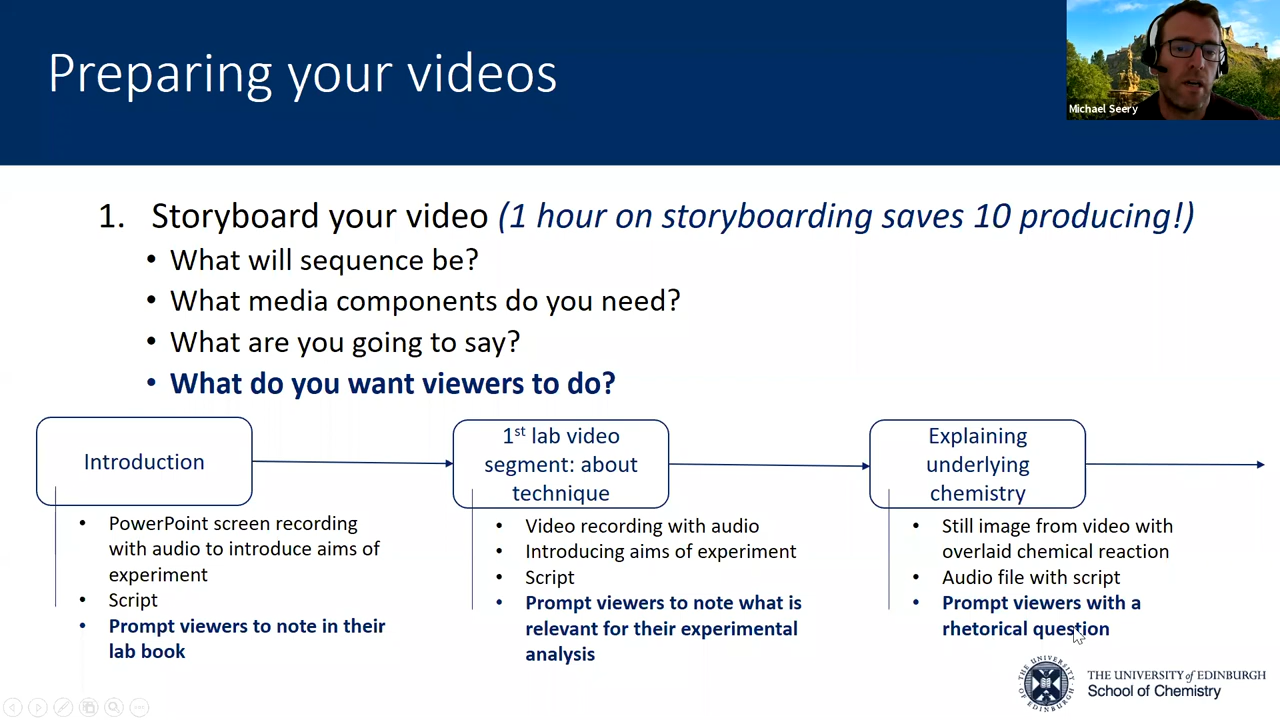 Preparing your videos
Michael Seery
1. Storyboard your video (1 hour on storyboarding saves 10 producing!)
• What will sequence be?
• What media components do you need?
• What are you going to say?
• What do you want viewers to do?
Introduction
• PowerPoint screen recording
with audio to introduce aims of
experiment
• Script
• Prompt viewers to note in their
lab book
1st lab video
segment: about
technique
• Video recording with audio
• Introducing aims of experiment
• Script
• Prompt viewers to note what is
relevant for their experimental
analysis
Explaining
underlying
chemistry
• Still image from video with
overlaid chemical reaction
• Audio file with script
• Prompt viewers with a
rhetorical question
THE UNIVERSITY of EDINBURGH
School of Chemistry
THE UNIVERSITY OF EDINBURGH